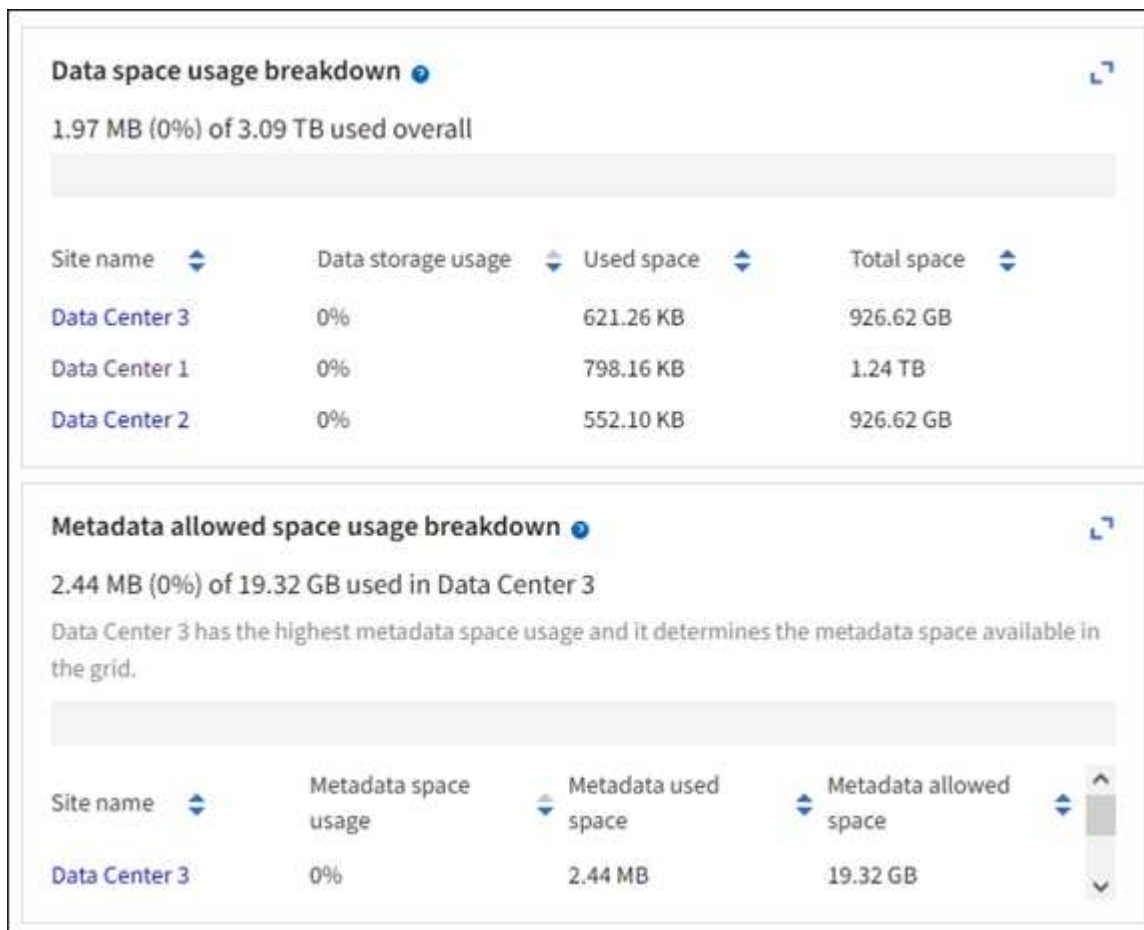 Data space usage breakdown ?
1.97 MB (0%) of 3.09 TB used overall
Site name Data storage usage Used space Total space
Data Center 3 0% 621.26 KB 926.62 GB
Data Center 1 0% 798.16 KB 1.24 TB
Data Center 2 0% 552.10 KB 926.62 GB
Metadata allowed space usage breakdown ?
2.44 MB (0%) of 19.32 GB used in Data Center 3
Data Center 3 has the highest metadata space usage and it determines the metadata space available in
the grid.
Site name Metadata space usage Metadata used space Metadata allowed space
Data Center 3 0% 2.44 MB 19.32 GB